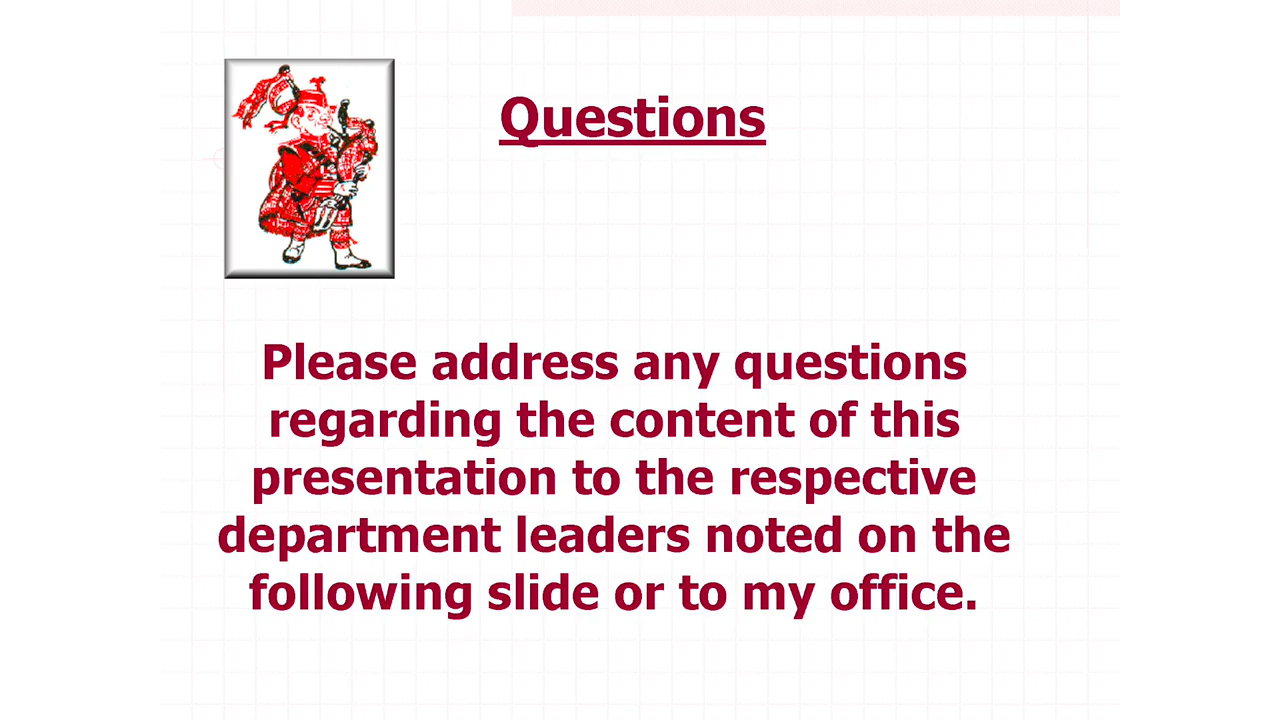 Questions
Please address any questions
regarding the content of this
presentation to the respective
department leaders noted on the
following slide or to my office.